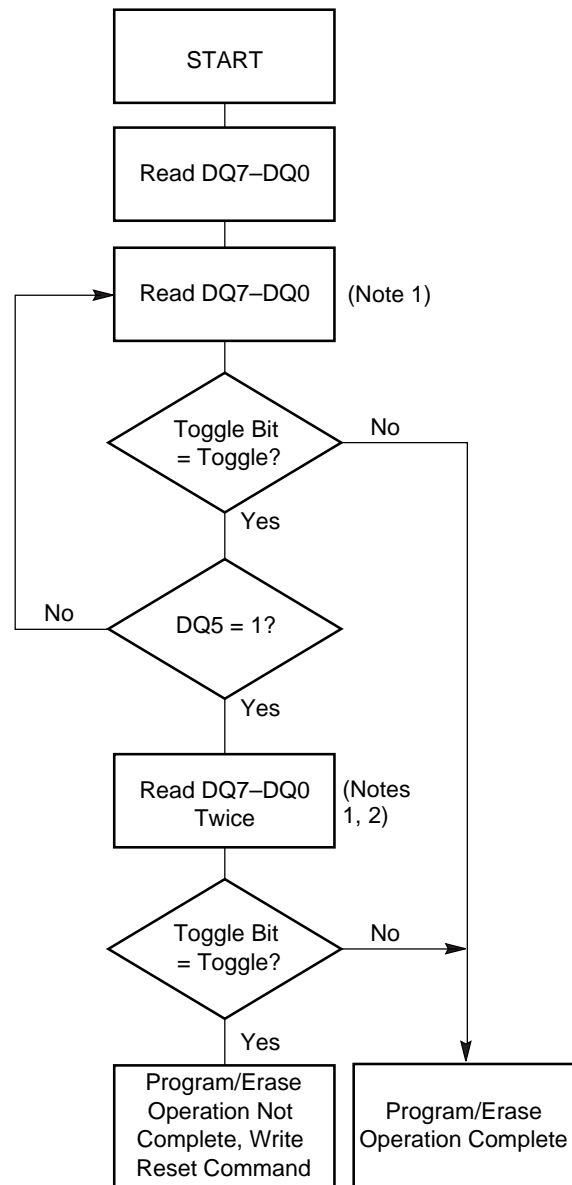 START
Read DQ7–DQ0
Read DQ7–DQ0
(Note 1)
Toggle Bit
= Toggle?
No
Yes
No
DQ5 = 1?
Yes
Read DQ7–DQ0
Twice
(Notes
1, 2)
Toggle Bit
= Toggle?
No
Yes
Program/Erase
Operation Not
Complete, Write
Reset Command
Program/Erase
Operation Complete